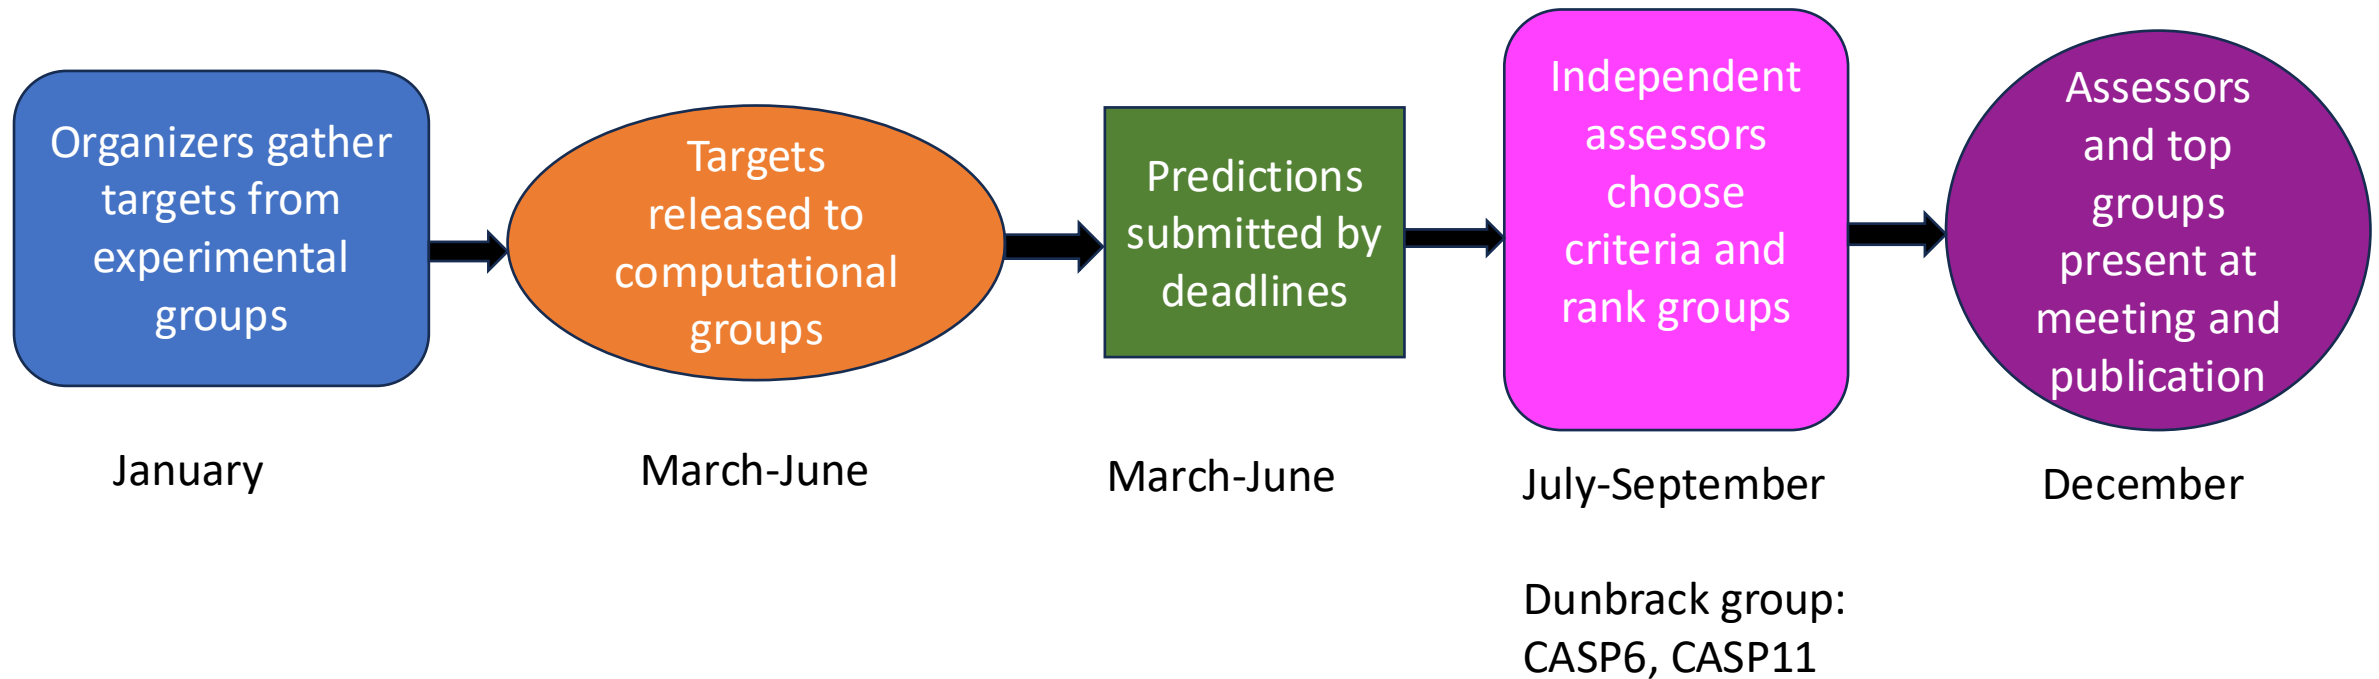 Organizers gather
targets from
experimental
groups
Targets
released to
computational
groups
Predictions
submitted by
deadlines
Independent
assessors
choose
criteria and
rank groups
Assessors
and top
groups
present at
meeting and
publication
January
March-June
March-June
July-September
December
Dunbrack group:
CASP6, CASP11